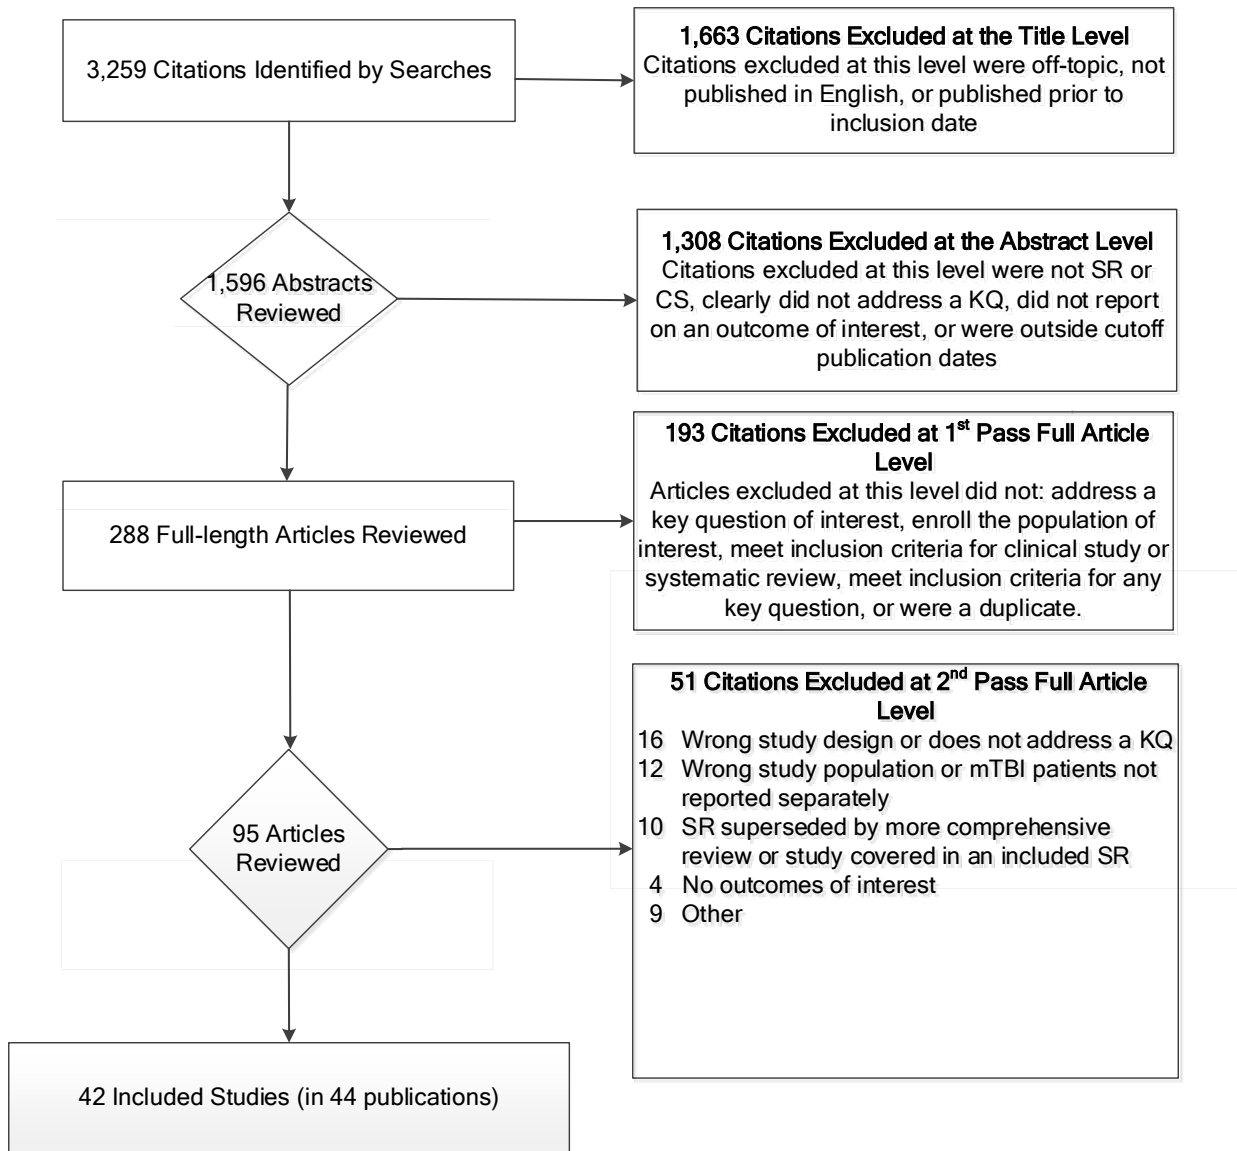 3,259 Citations Identified by Searches
1,663 Citations Excluded at the Title Level
Citations excluded at this level were off-topic, not
published in English, or published prior to
inclusion date
1,596 Abstracts
Reviewed
1,308 Citations Excluded at the Abstract Level
Citations excluded at this level were not SR or
CS, clearly did not address a KQ, did not report
on an outcome of interest, or were outside cutoff
publication dates
288 Full-length Articles Reviewed
193 Citations Excluded at 1st Pass Full Article
Level
Articles excluded at this level did not: address a
key question of interest, enroll the population of
interest, meet inclusion criteria for clinical study or
systematic review, meet inclusion criteria for any
key question, or were a duplicate.
95 Articles
Reviewed
51 Citations Excluded at 2nd Pass Full Article
Level
16 Wrong study design or does not address a KQ
12 Wrong study population or mTBI patients not
reported separately
10 SR superseded by more comprehensive
review or study covered in an included SR
4 No outcomes of interest
9 Other
42 Included Studies (in 44 publications)